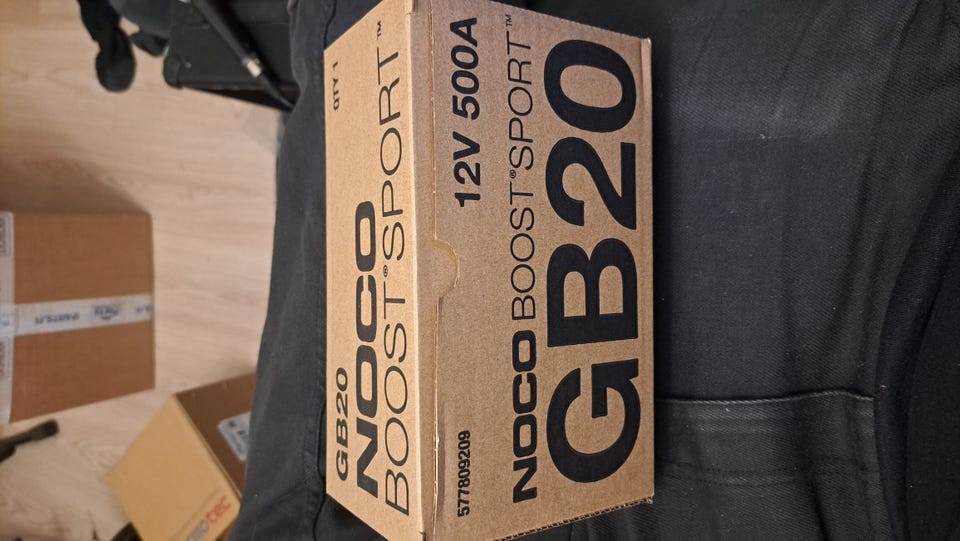 GB20
QTY 1
NOCO
BOOST®SPORT™
577809209
12V 500A
NOCO BOOST®SPORT™
GB20